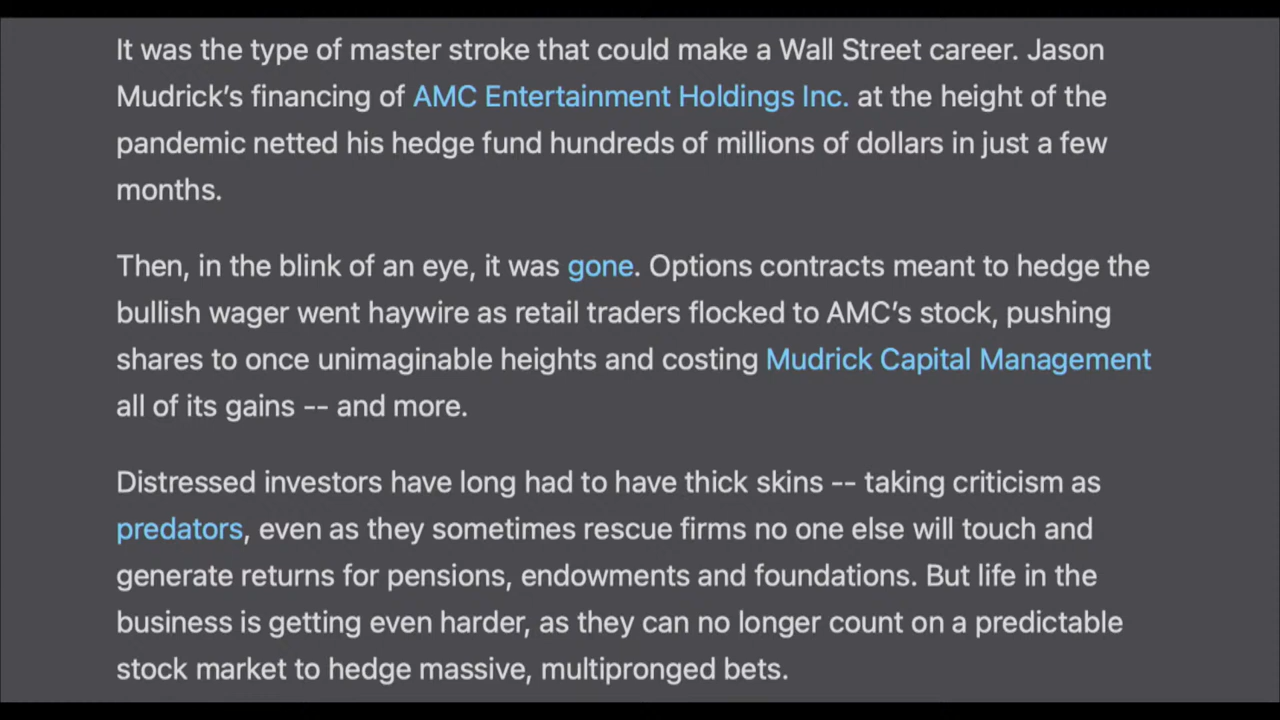 It was the type of master stroke that could make a Wall Street career. Jason
Mudrick’s financing of AMC Entertainment Holdings Inc. at the height of the
pandemic netted his hedge fund hundreds of millions of dollars in just a few
months.
Then, in the blink of an eye, it was gone. Options contracts meant to hedge the
bullish wager went haywire as retail traders flocked to AMC’s stock, pushing
shares to once unimaginable heights and costing Mudrick Capital Management
all of its gains -- and more.
Distressed investors have long had to have thick skins -- taking criticism as
predators, even as they sometimes rescue firms no one else will touch and
generate returns for pensions, endowments and foundations. But life in the
business is getting even harder, as they can no longer count on a predictable
stock market to hedge massive, multipronged bets.